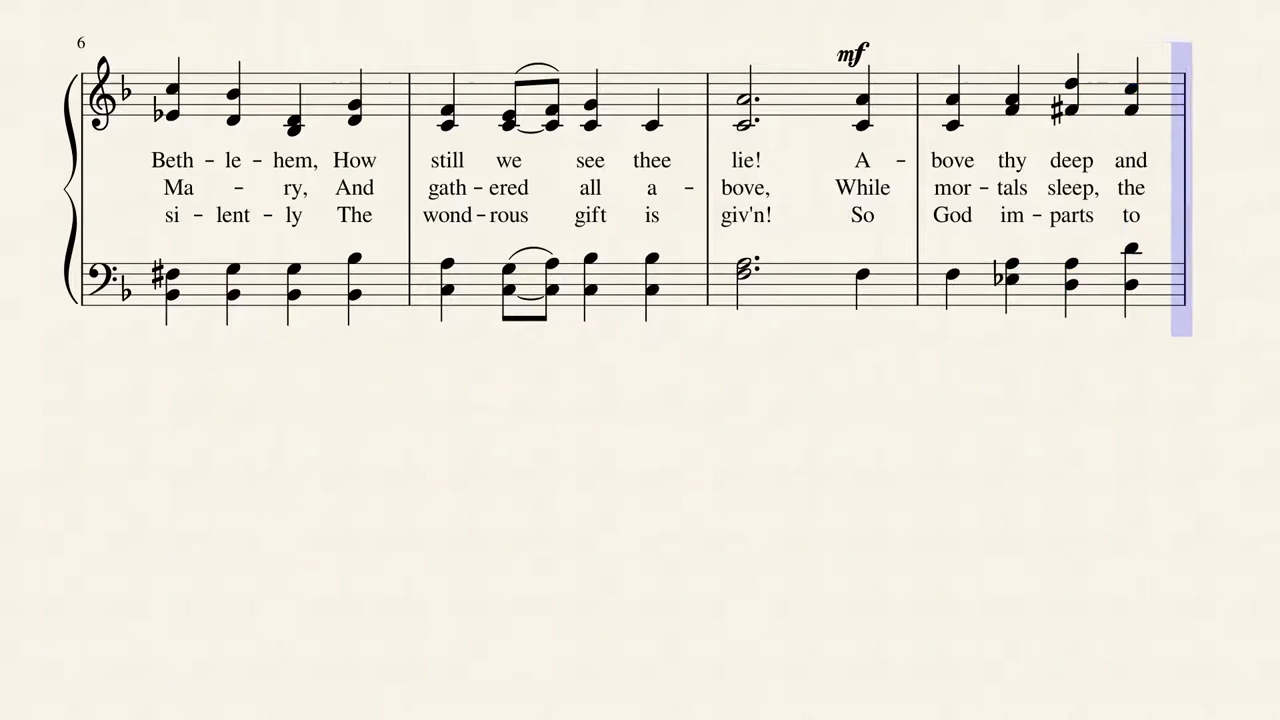 6
mf
Beth – le – hem, How still we see thee lie! A – bove thy deep and
Ma – ry, And gath – ered all a – bove, While mor – tals sleep, the
si – lent – ly The wond – rous gift is giv'n! So God im – parts to